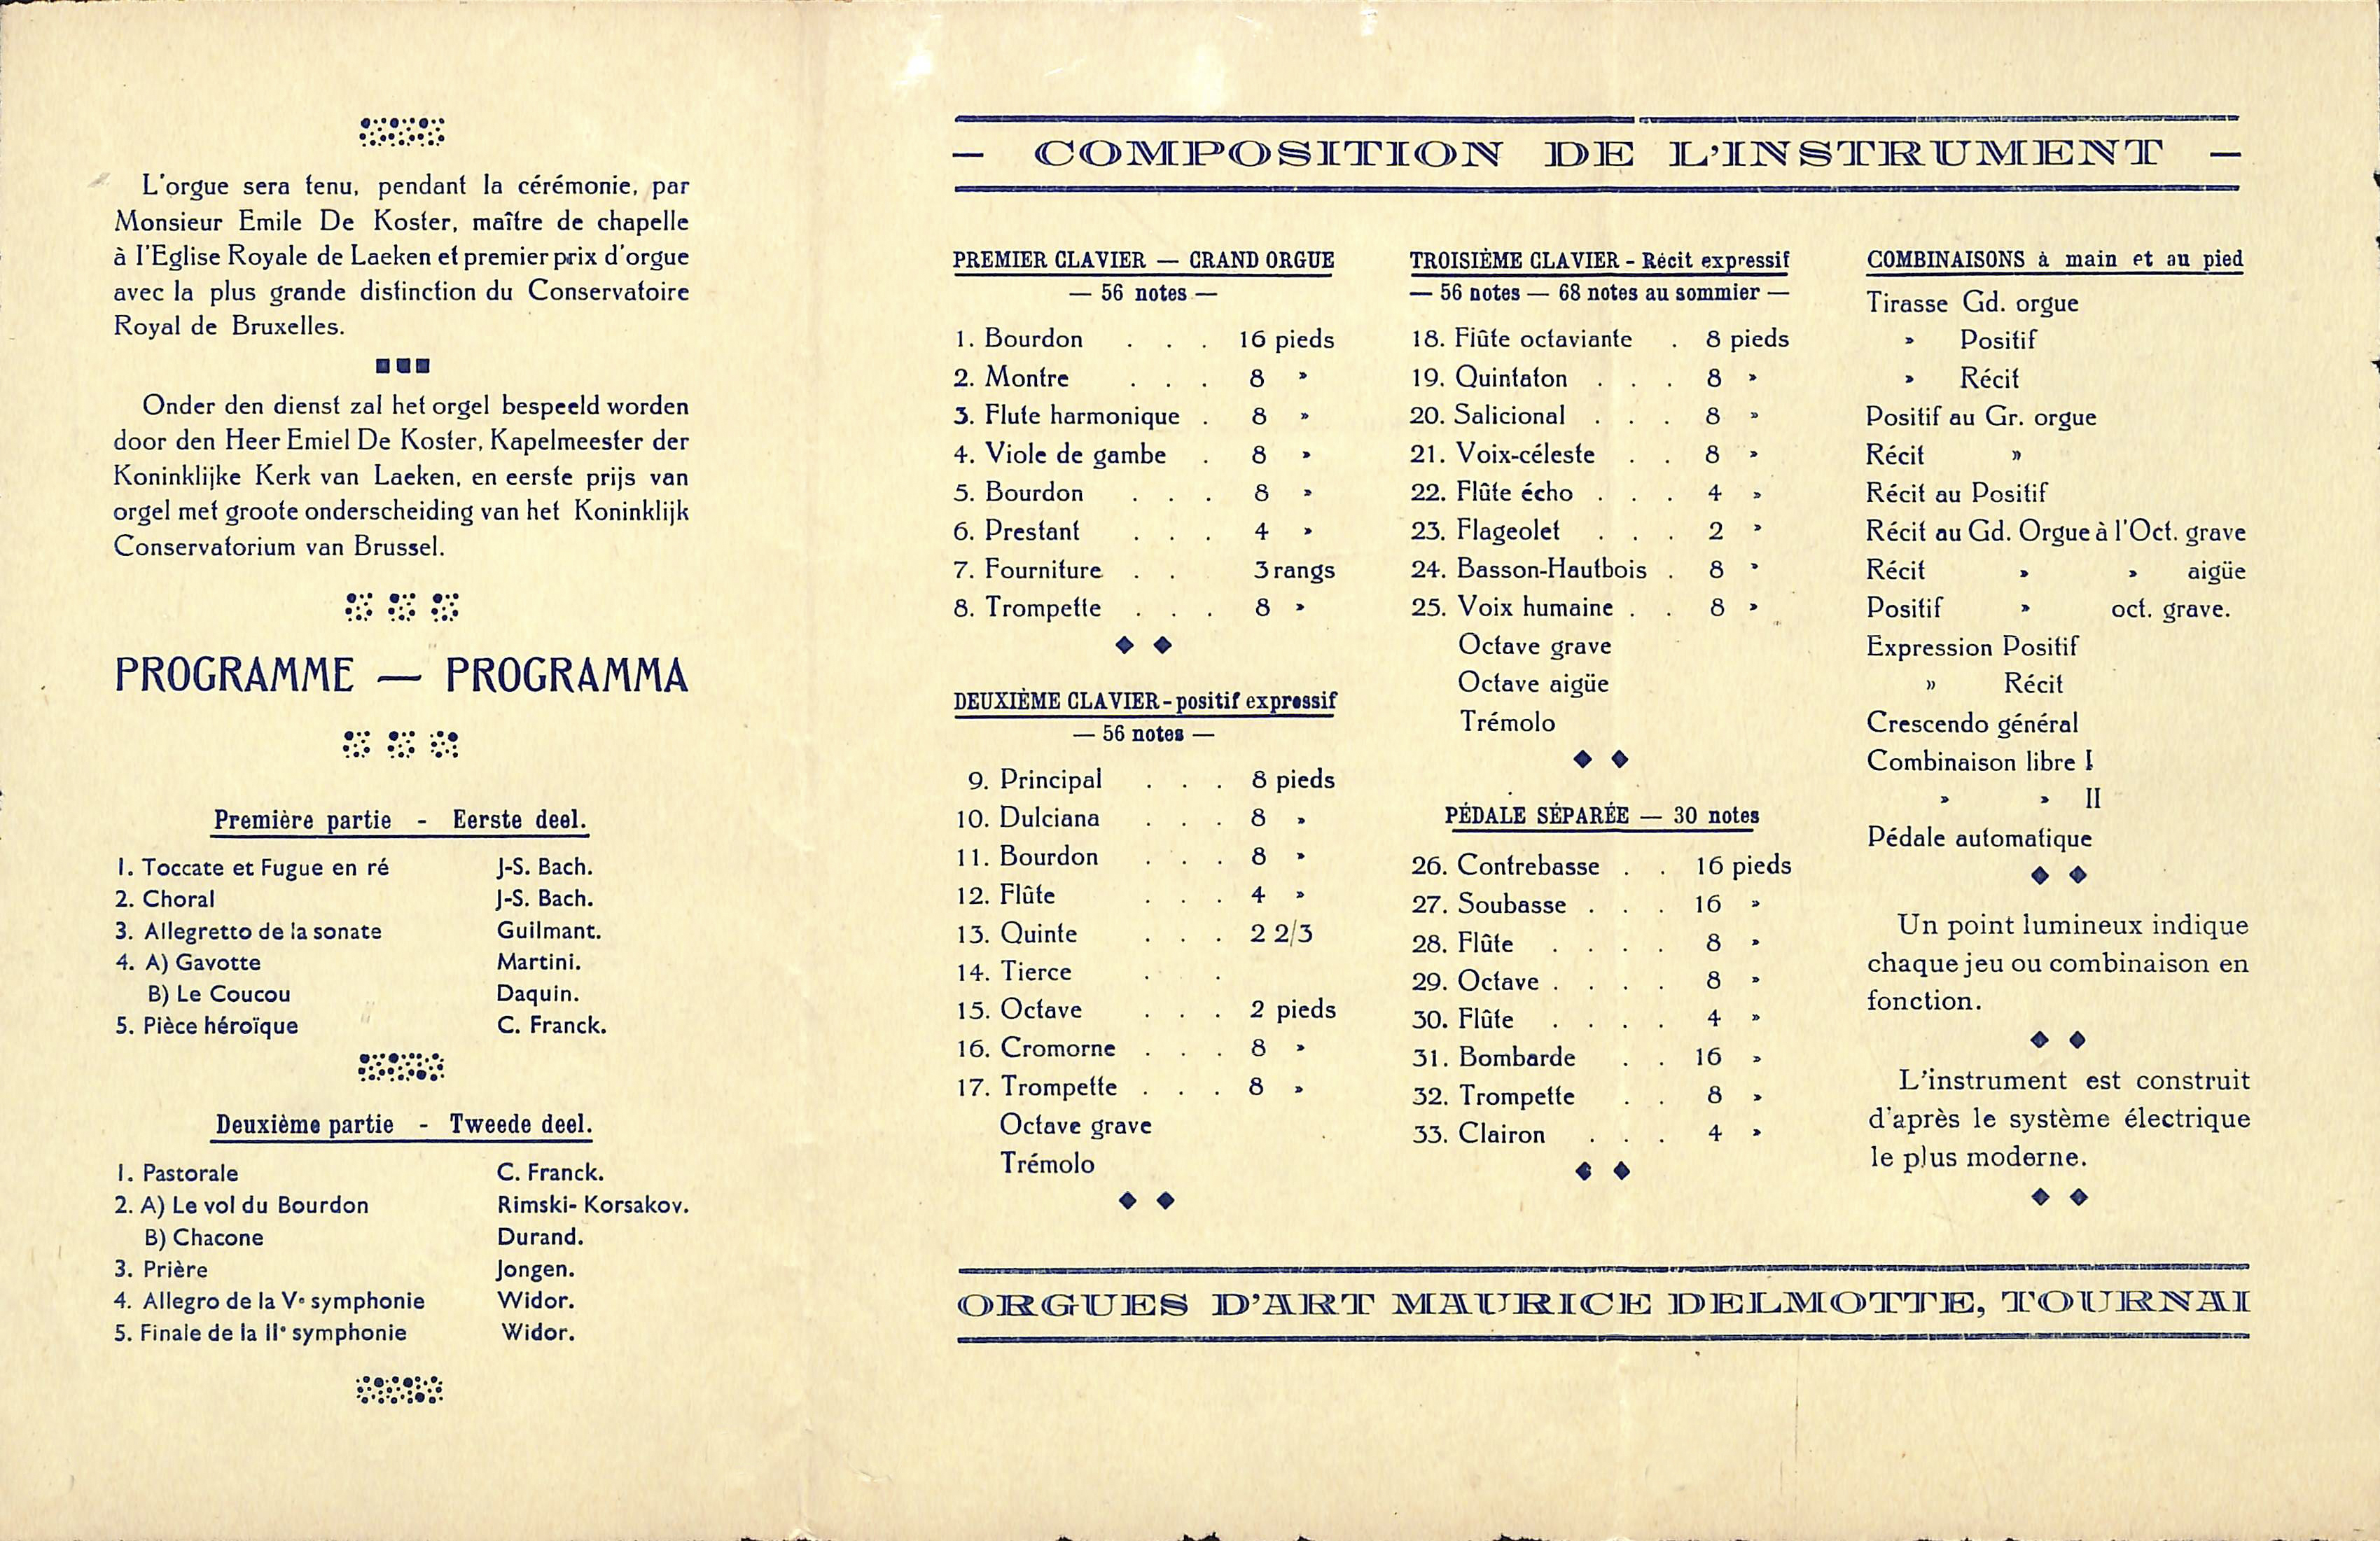 L'orgue sera tenu, pendant la cérémonie, par
Monsieur Emile De Koster, maître de chapelle
à l'Eglise Royale de Laeken et premier prix d'orgue
avec la plus grande distinction du Conservatoire
Royal de Bruxelles.
Onder den dienst zal het orgel bespeeld worden
door den Heer Emiel De Koster, Kapelmeester der
Koninklijke Kerk van Laeken, en eerste prijs van
orgel met groote onderscheiding van het Koninklijk
Conservatorium van Brussel.
PROGRAMME — PROGRAMMA
Première partie - Eerste deel.
1. Toccate et Fugue en ré J-S. Bach.
2. Choral J-S. Bach.
3. Allegretto de la sonate Guilmant.
4. A) Gavotte Martini.
B) Le Coucou Daquin.
5. Pièce héroïque C. Franck.
Deuxième partie - Tweede deel.
1. Pastorale C. Franck.
2. A) Le vol du Bourdon Rimski- Korsakov.
B) Chacone Durand.
3. Prière Jongen.
4. Allegro de la Ve symphonie Widor.
5. Finale de la IIe symphonie Widor.
— COMPOSITION DE L'INSTRUMENT —
PREMIER CLAVIER — GRAND ORGUE
— 56 notes —
1. Bourdon . . . 16 pieds
2. Montre . . . 8 »
3. Flute harmonique . 8 »
4. Viole de gambe . 8 »
5. Bourdon . . . 8 »
6. Prestant . . . 4 »
7. Fourniture . . 3 rangs
8. Trompette . . . 8 »
DEUXIÈME CLAVIER - positif expressif
— 56 notes —
9. Principal . . . 8 pieds
10. Dulciana . . . 8 »
11. Bourdon . . . 8 »
12. Flûte . . . 4 »
13. Quinte . . . 2 2/3
14. Tierce . .
15. Octave . . . 2 pieds
16. Cromorne . . . 8 »
17. Trompette . . . 8 »
Octave grave
Trémolo
TROISIÈME CLAVIER - Récit expressif
— 56 notes — 68 notes au sommier —
18. Flûte octaviante . 8 pieds
19. Quintaton . . . 8 »
20. Salicional . . . 8 »
21. Voix-céleste . . 8 »
22. Flûte écho . . . 4 »
23. Flageolet . . . 2 »
24. Basson-Hautbois . 8 »
25. Voix humaine . . 8 »
Octave grave
Octave aigüe
Trémolo
PÉDALE SÉPARÉE — 30 notes
26. Contrebasse . . 16 pieds
27. Soubasse . . . 16 »
28. Flûte . . . . 8 »
29. Octave . . . . 8 »
30. Flûte . . . . 4 »
31. Bombarde . . 16 »
32. Trompette . . 8 »
33. Clairon . . . 4 »
COMBINAISONS à main et au pied
Tirasse Gd. orgue
» Positif
» Récit
Positif au Gr. orgue
Récit »
Récit au Positif
Récit au Gd. Orgue à l'Oct. grave
Récit » » aigüe
Positif » oct. grave.
Expression Positif
» Récit
Crescendo général
Combinaison libre I
» » II
Pédale automatique
Un point lumineux indique
chaque jeu ou combinaison en
fonction.
L'instrument est construit
d'après le système électrique
le plus moderne.
ORGUES D'ART MAURICE DELMOTTE, TOURNAI